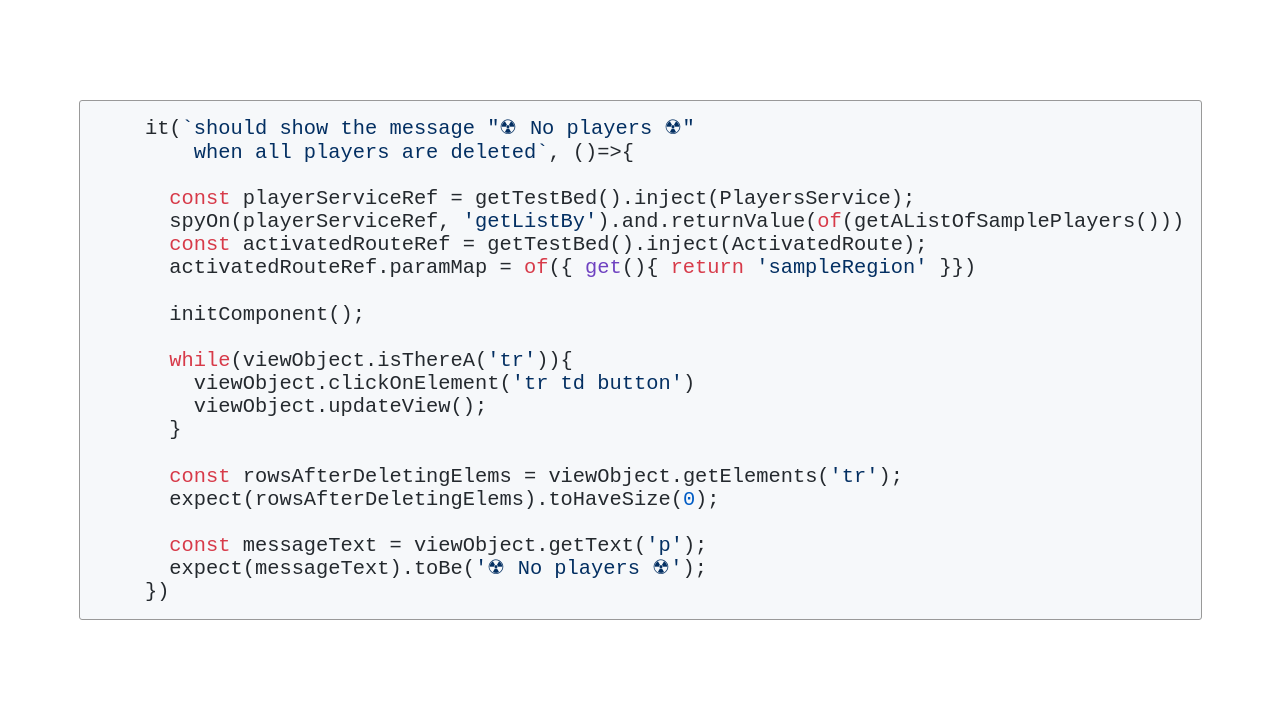 it(`should show the message "☢ No players ☢"
    when all players are deleted`, ()=>{

  const playerServiceRef = getTestBed().inject(PlayersService);
  spyOn(playerServiceRef, 'getListBy').and.returnValue(of(getAListOfSamplePlayers()))
  const activatedRouteRef = getTestBed().inject(ActivatedRoute);
  activatedRouteRef.paramMap = of({ get(){ return 'sampleRegion' }})

  initComponent();

  while(viewObject.isThereA('tr')){
    viewObject.clickOnElement('tr td button')
    viewObject.updateView();
  }

  const rowsAfterDeletingElems = viewObject.getElements('tr');
  expect(rowsAfterDeletingElems).toHaveSize(0);

  const messageText = viewObject.getText('p');
  expect(messageText).toBe('☢ No players ☢');
})